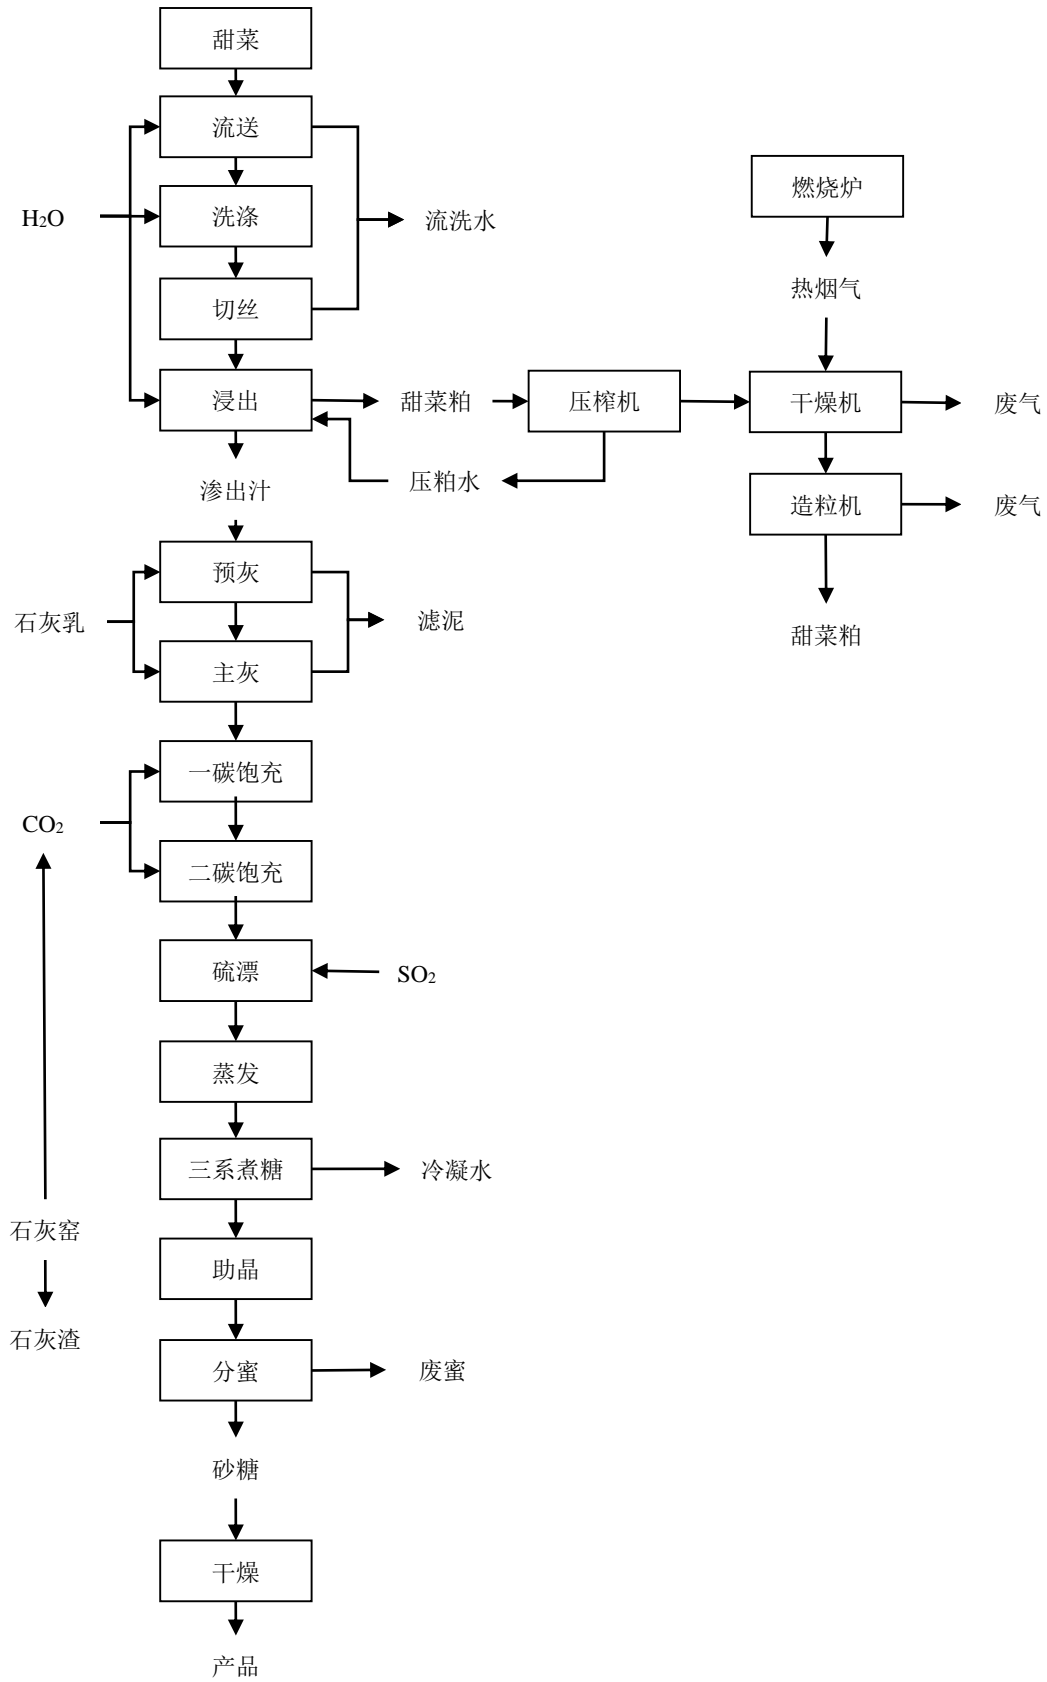 甜菜
流送
燃烧炉
H₂O
洗涤
流洗水
热烟气
切丝
浸出
甜菜粕
压榨机
干燥机
废气
渗出汁
压粕水
造粒机
废气
预灰
石灰乳
滤泥
甜菜粕
主灰
一碳饱充
CO₂
二碳饱充
硫漂
SO₂
蒸发
三系煮糖
冷凝水
石灰窑
助晶
石灰渣
分蜜
废蜜
砂糖
干燥
产品